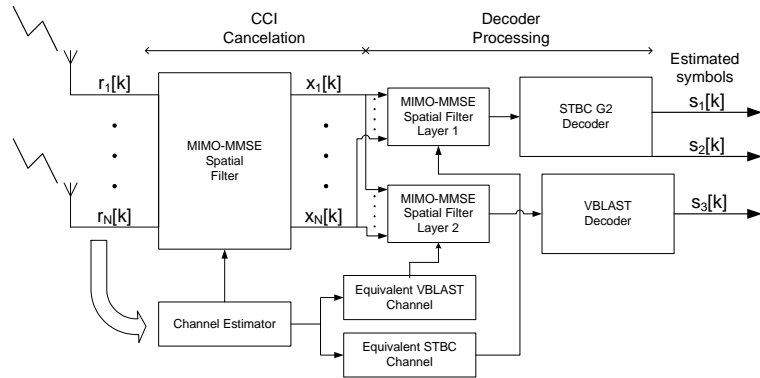 CCI
Cancelation
Decoder
Processing
Estimated
symbols
r1[k]
x1[k]
MIMO-MMSE
Spatial
Filter
MIMO-MMSE
Spatial Filter
Layer 1
STBC G2
Decoder
s1[k]
s2[k]
MIMO-MMSE
Spatial Filter
Layer 2
VBLAST
Decoder
s3[k]
rN[k]
xN[k]
Equivalent VBLAST
Channel
Channel Estimator
Equivalent STBC
Channel